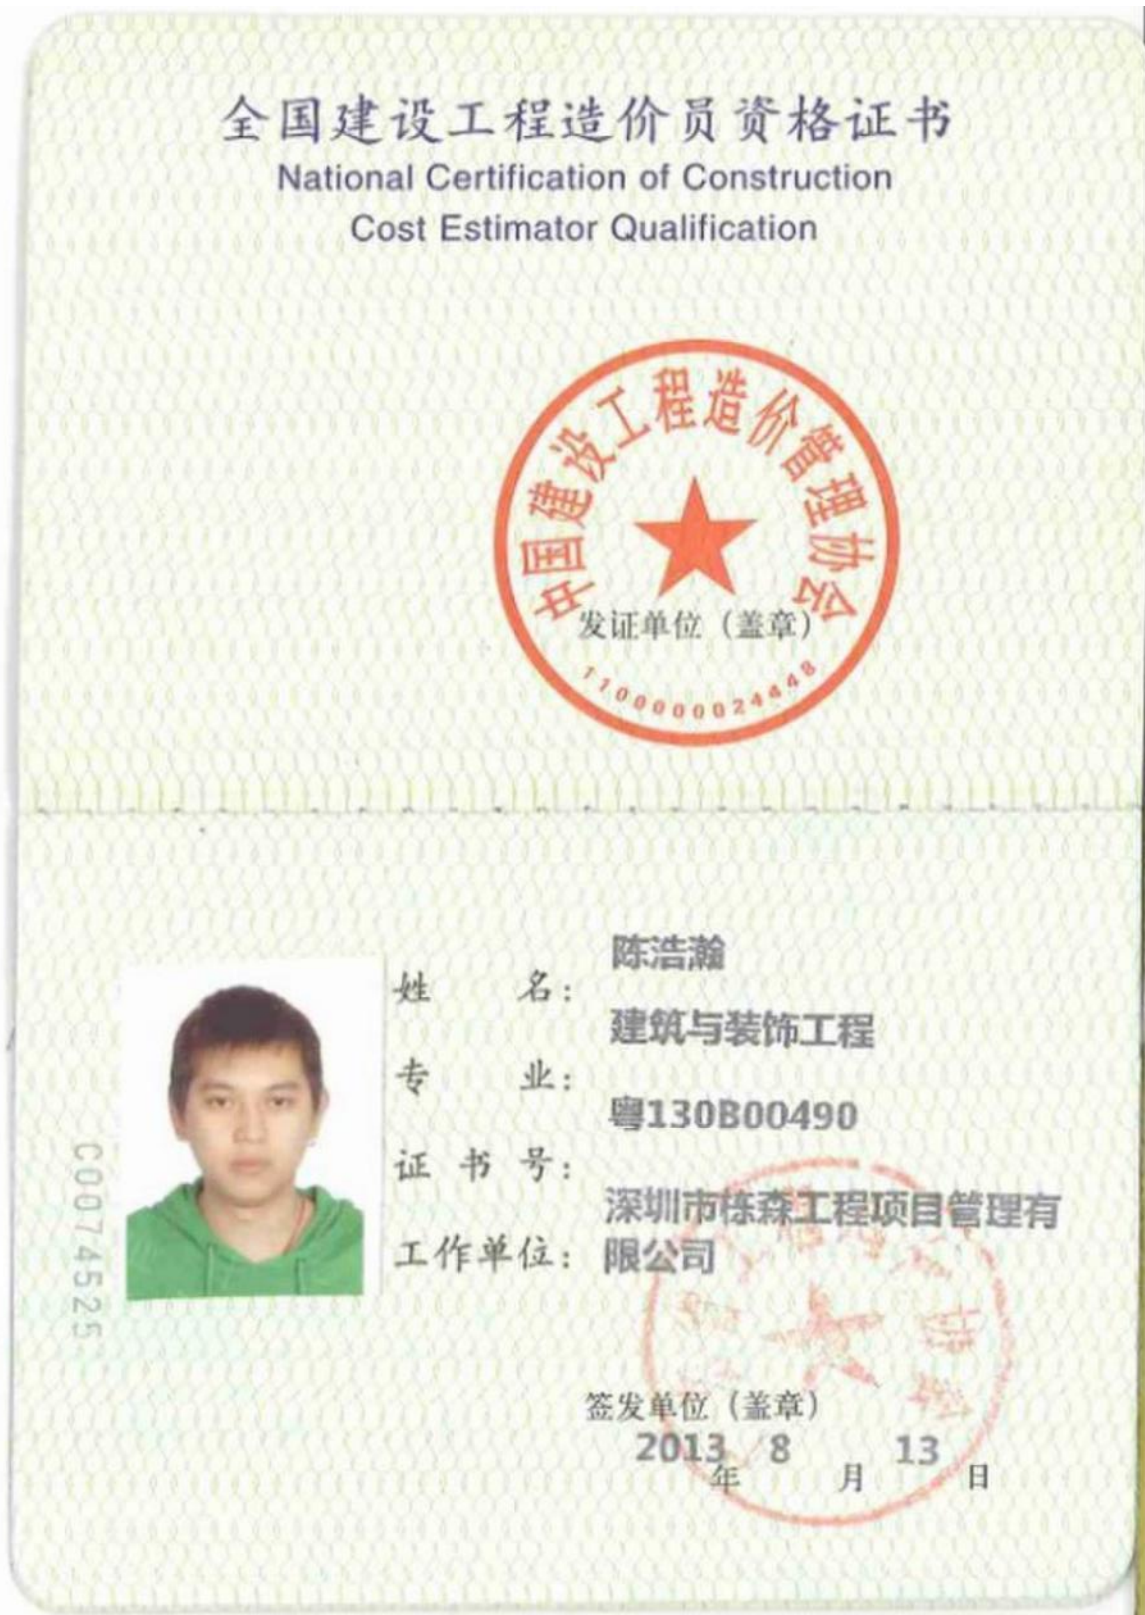 全国建设工程造价员资格证书
National Certification of Construction
Cost Estimator Qualification
中国建设工程造价管理协会
发证单位（盖章）
1100000024448
陈浩瀚
姓 名：
建筑与装饰工程
专 业：
粤130B00490
证 书 号：
深圳市栋森工程项目管理有
工作单位：
限公司
C0074525
签发单位（盖章）
2013 8 13
年 月 日